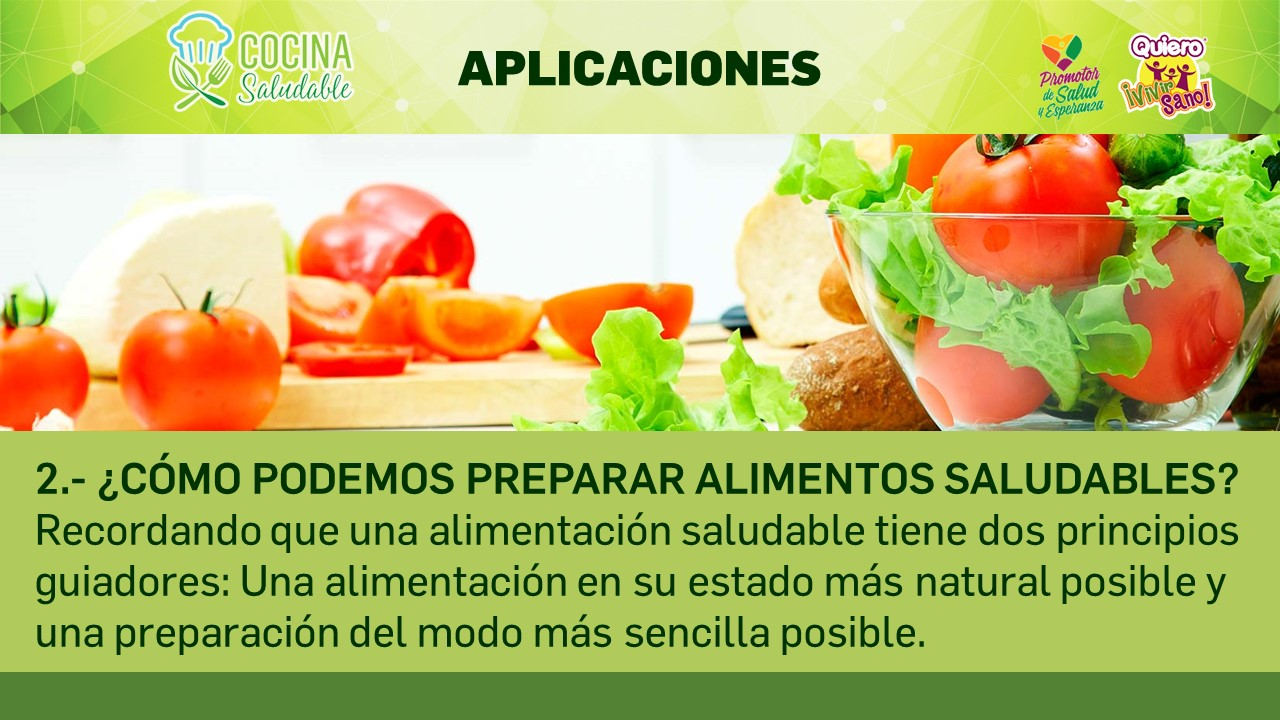 COCINA
Saludable
APLICACIONES
Promotor
de Salud
y Esperanza
Quiero
¡Vivir
Sano!
2.- ¿CÓMO PODEMOS PREPARAR ALIMENTOS SALUDABLES?
Recordando que una alimentación saludable tiene dos principios
guiadores: Una alimentación en su estado más natural posible y
una preparación del modo más sencilla posible.